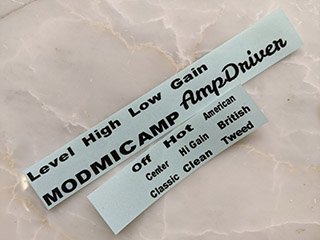 Level High Low Gain
MODMICAMP AmpDriver
Off Hot American
Center Hi Gain British
Classic Clean Tweed